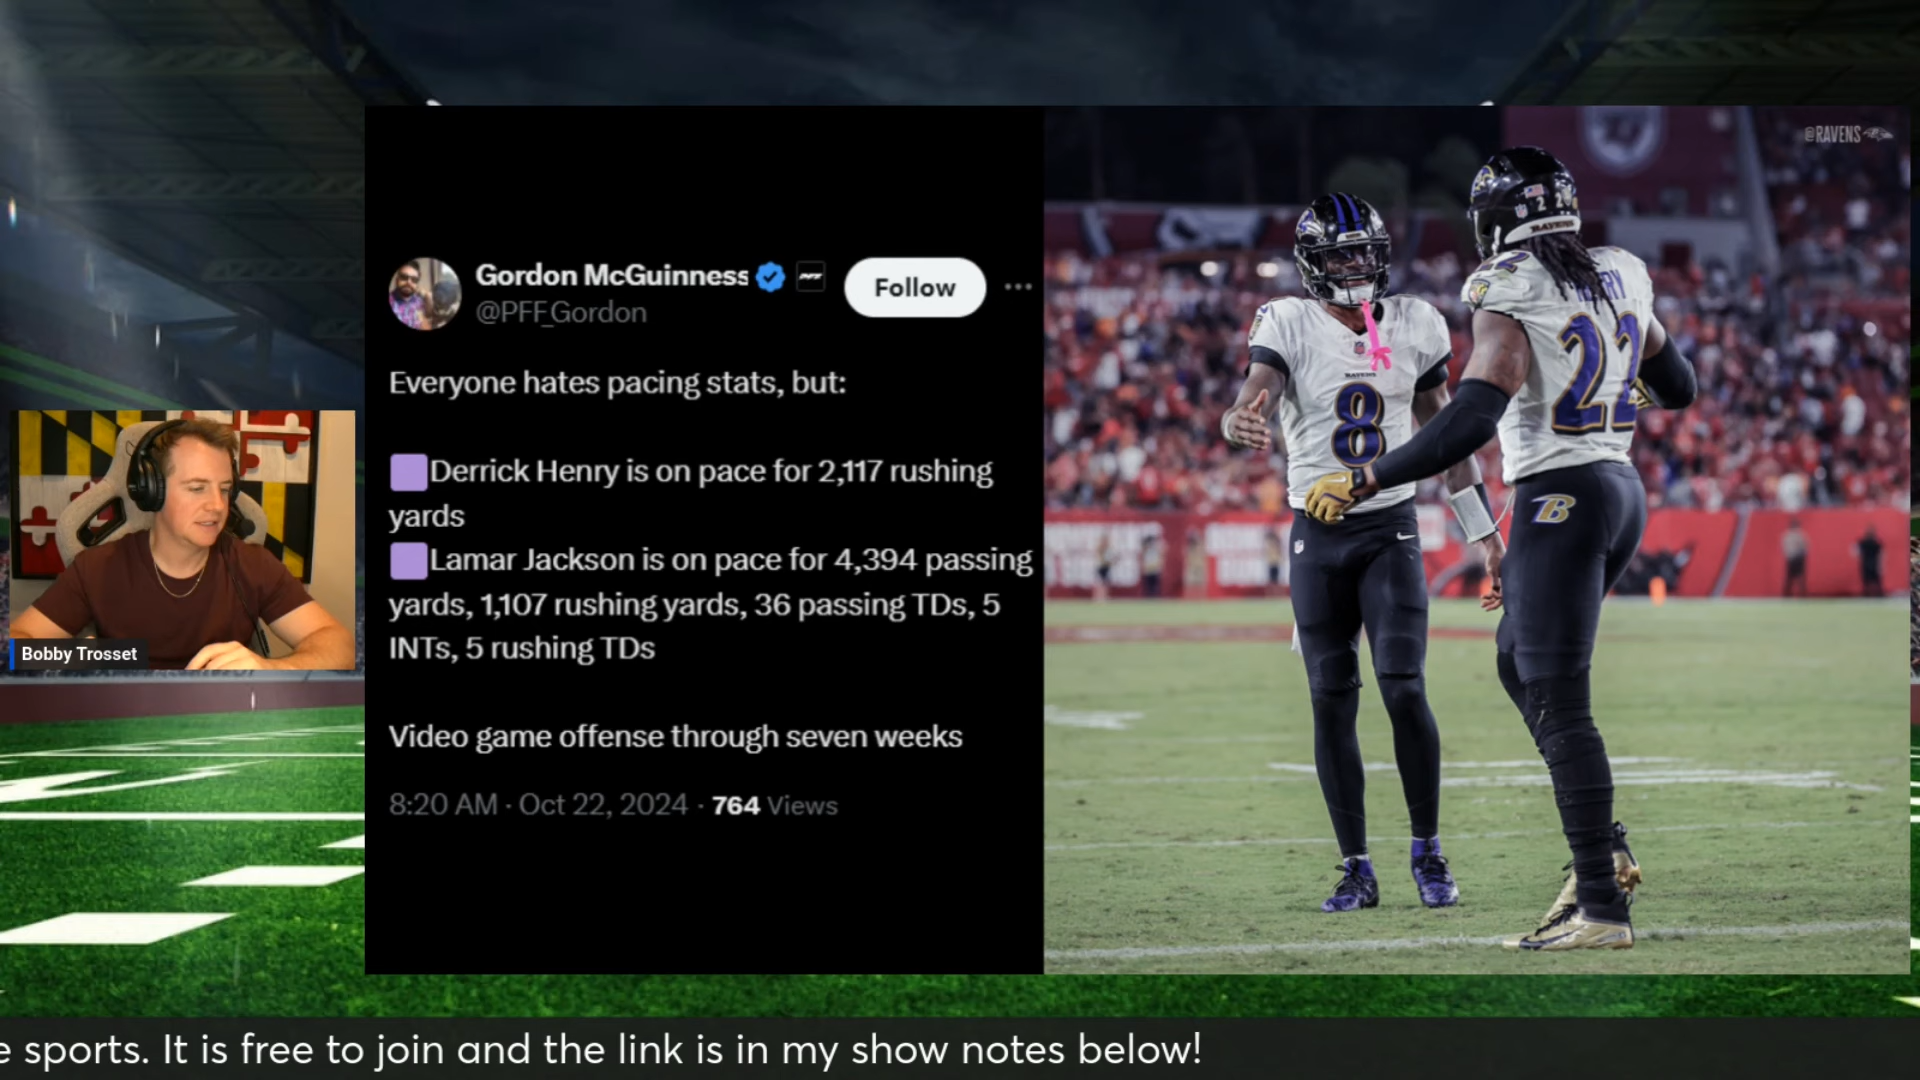 Gordon McGuinness
@PFF_Gordon
Follow
Everyone hates pacing stats, but:
Derrick Henry is on pace for 2,117 rushing
yards
Lamar Jackson is on pace for 4,394 passing
yards, 1,107 rushing yards, 36 passing TDs, 5
INTs, 5 rushing TDs
Video game offense through seven weeks
8:20 AM · Oct 22, 2024 · 764 Views
@RAVENS
22
RAVENS
8
22
B
Bobby Trosset
e sports. It is free to join and the link is in my show notes below!